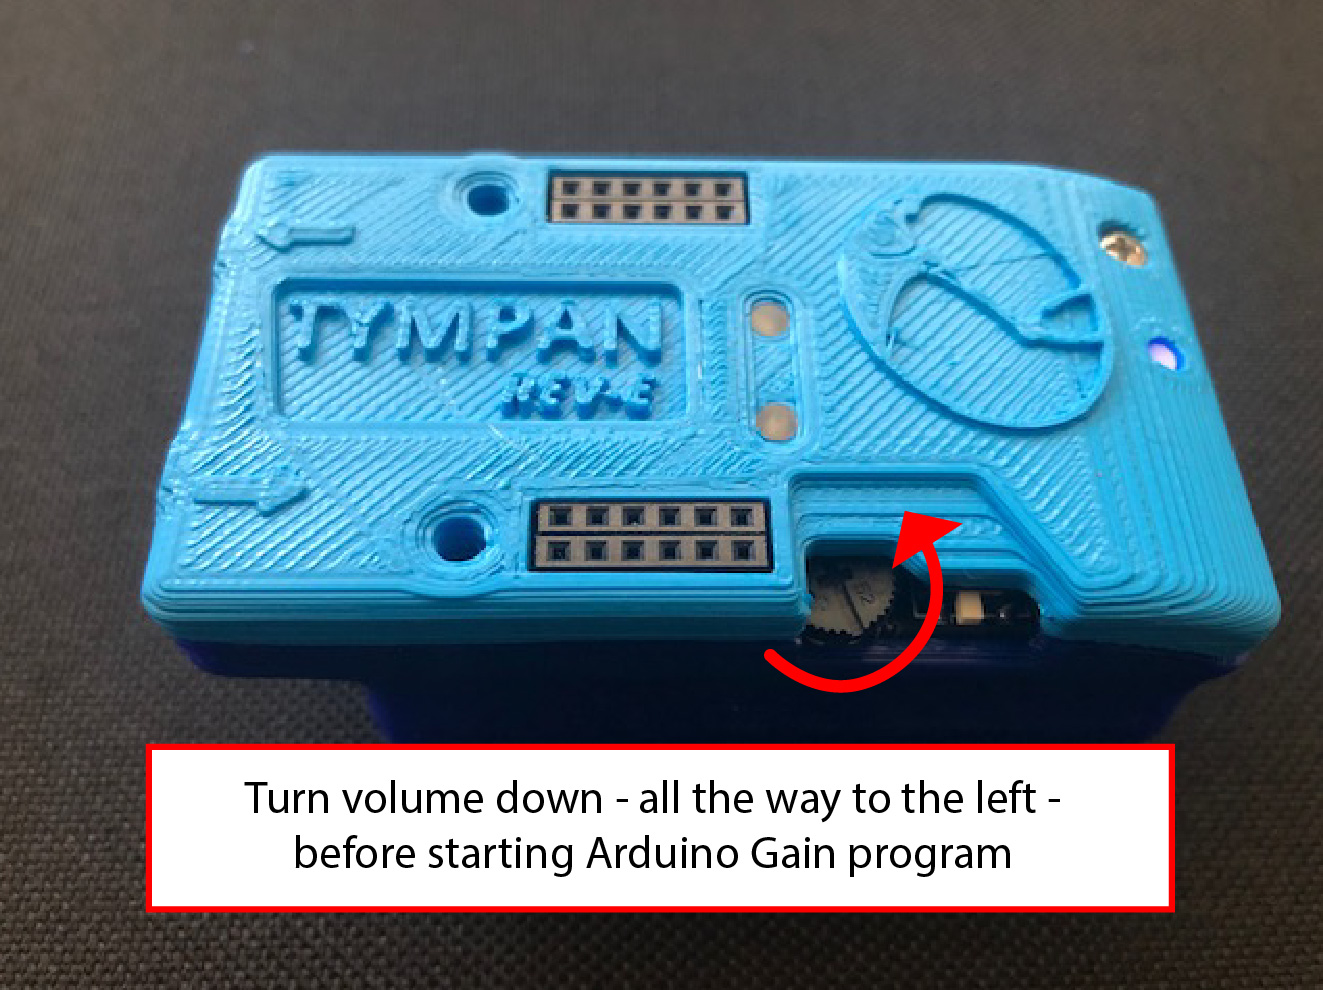 TYMPAN
REV-E
Turn volume down - all the way to the left -
before starting Arduino Gain program